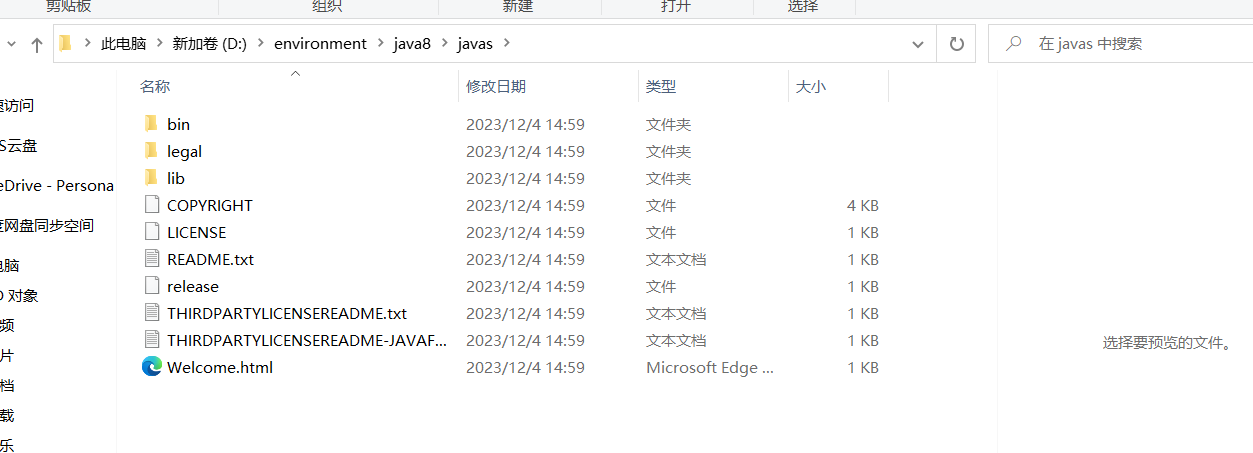 剪贴板 组织 新建 打开 选择
此电脑 新加卷 (D:) environment java8 javas 在 javas 中搜索
名称 修改日期 类型 大小
速访问
bin 2023/12/4 14:59 文件夹
S云盘
legal 2023/12/4 14:59 文件夹
lib 2023/12/4 14:59 文件夹
eDrive - Persona
COPYRIGHT 2023/12/4 14:59 文件 4 KB
度网盘同步空间
LICENSE 2023/12/4 14:59 文件 1 KB
电脑
README.txt 2023/12/4 14:59 文本文档 1 KB
D 对象
release 2023/12/4 14:59 文件 1 KB
频
THIRDPARTYLICENSEREADME.txt 2023/12/4 14:59 文本文档 1 KB
片
THIRDPARTYLICENSEREADME-JAVAF... 2023/12/4 14:59 文本文档 1 KB
选择要预览的文件。
Welcome.html 2023/12/4 14:59 Microsoft Edge ... 1 KB
档
载
乐